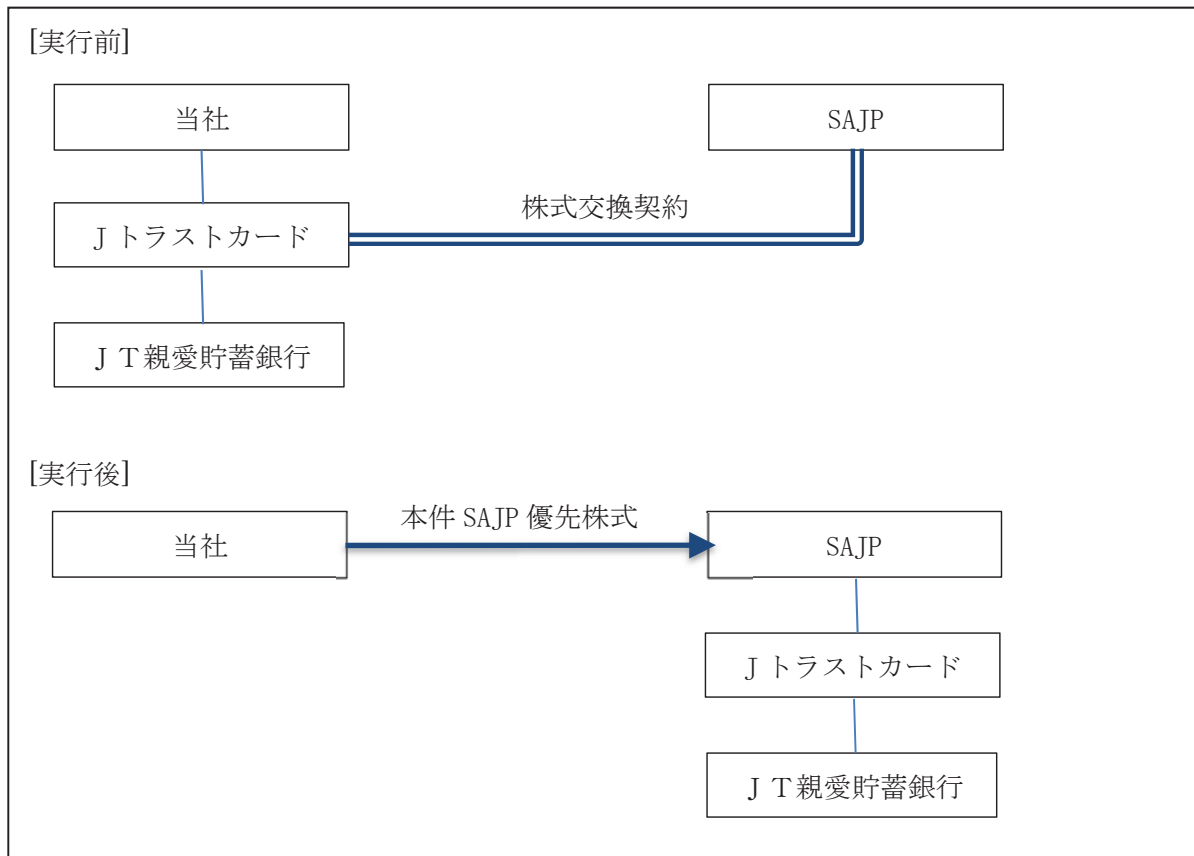 [実行前]
当社
SAJP
株式交換契約
Ｊトラストカード
ＪＴ親愛貯蓄銀行
[実行後]
本件 SAJP 優先株式
当社
SAJP
Ｊトラストカード
ＪＴ親愛貯蓄銀行